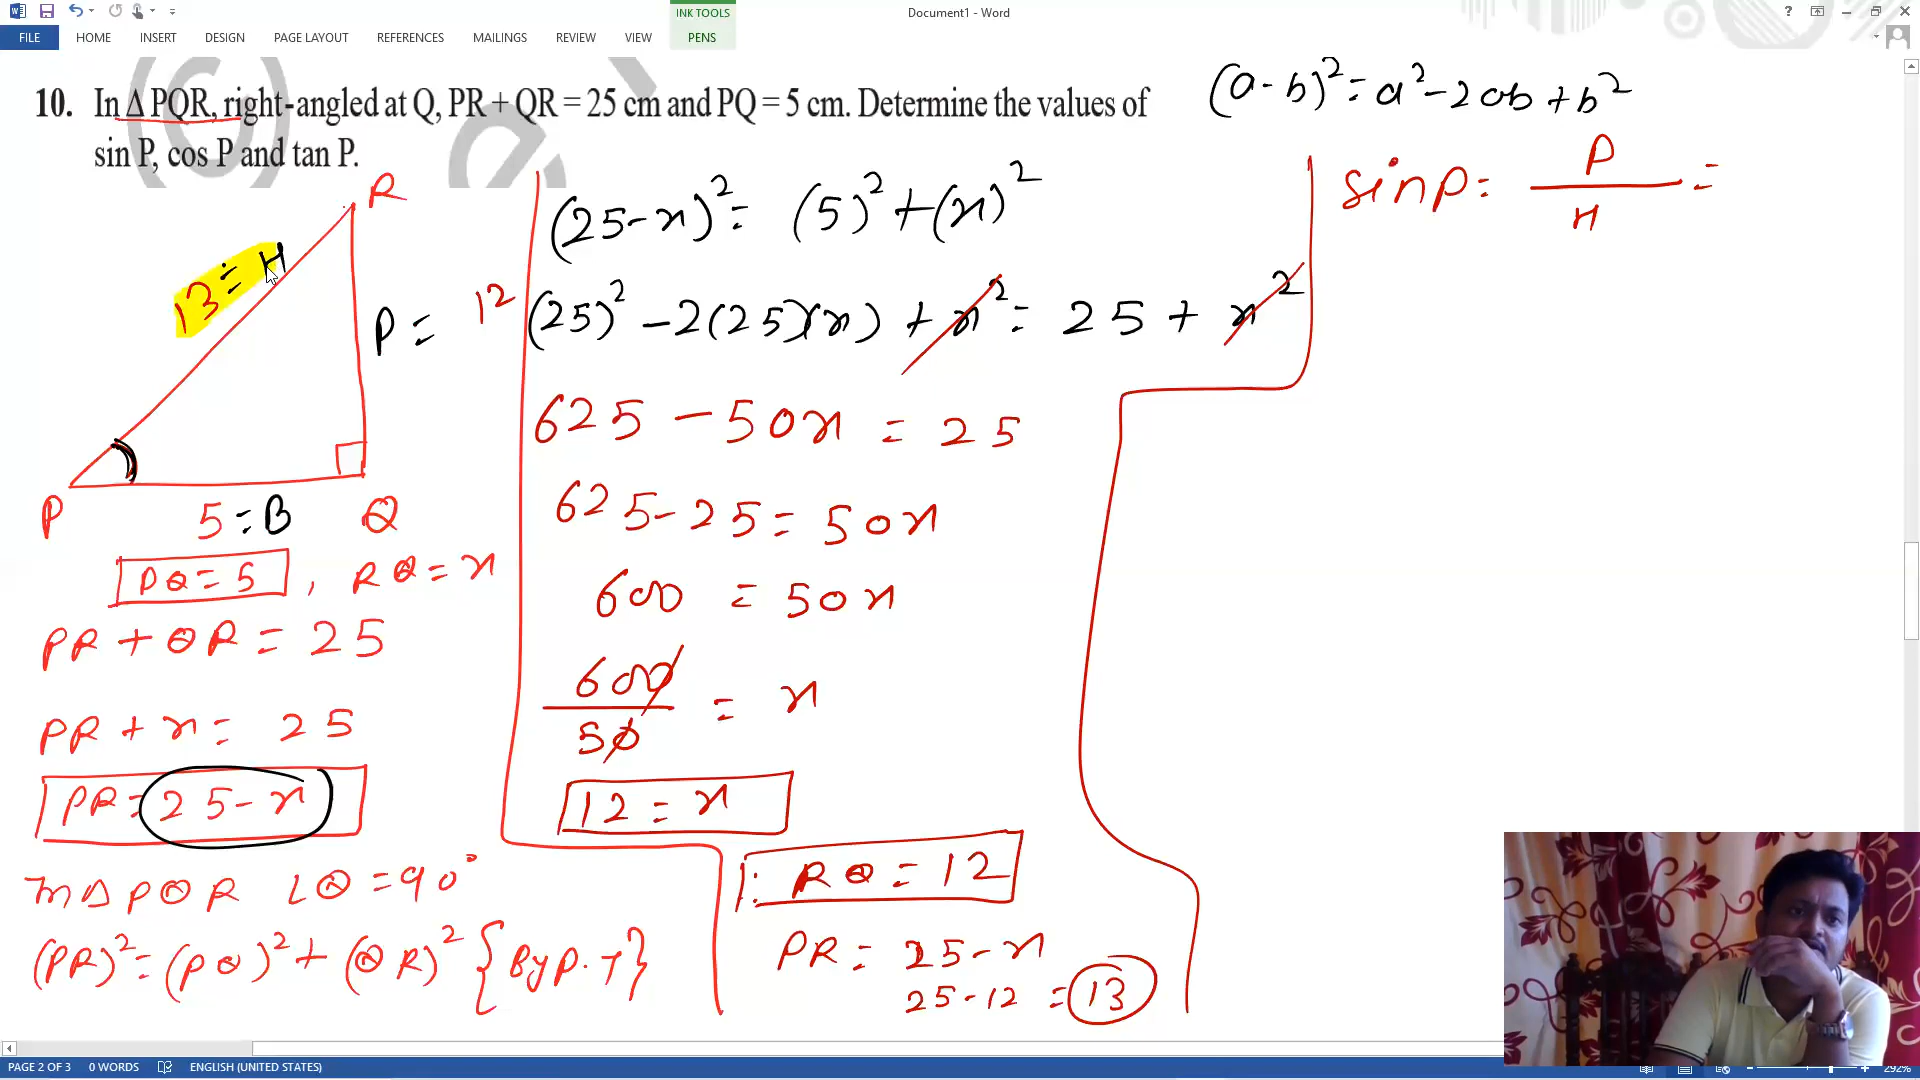 INK TOOLS
Document1 - Word
FILE HOME INSERT DESIGN PAGE LAYOUT REFERENCES MAILINGS REVIEW VIEW PENS
10. In Δ PQR, right-angled at Q, PR + QR = 25 cm and PQ = 5 cm. Determine the values of
sin P, cos P and tan P.
(a-b)²=a²-2ab+b²
R
13=H
P = 12
P
5=B
Q
PQ=5, RQ=x
PR+QR=25
PR+x=25
PR=25-x
In Δ PQR ∠Q=90°
(PR)²=(PQ)²+(QR)² {By P.T}
(25-x)²=(5)²+(x)²
(25)²-2(25)(x)+x²=25+x²
625-50x=25
625-25=50x
600=50x
600/50=x
12=x
∴ RQ=12
PR=25-x
25-12=13
sin P= P/H =
PAGE 2 OF 3 0 WORDS ENGLISH (UNITED STATES)
292%